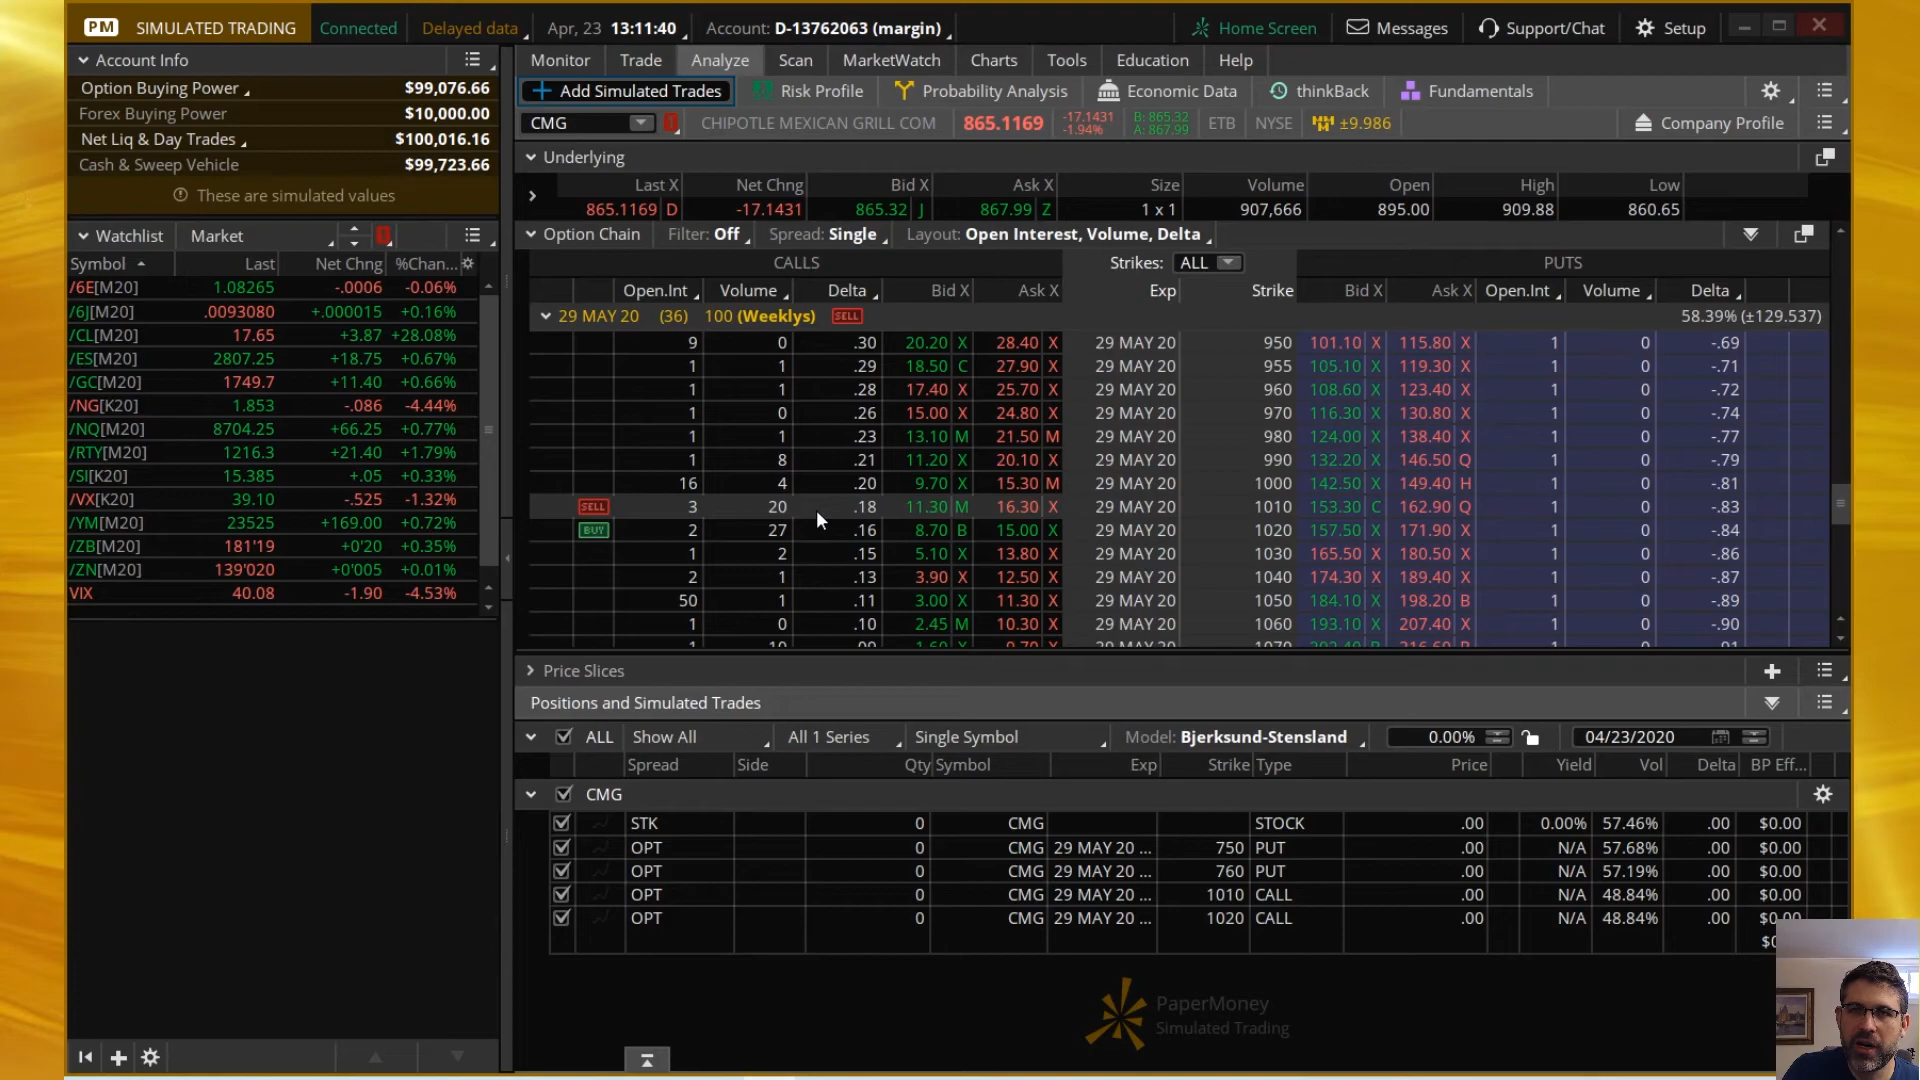 PM SIMULATED TRADING Connected Delayed data Apr, 23 13:11:40 Account: D-13762063 (margin) Home Screen Messages Support/Chat Setup
Account Info
Option Buying Power $99,076.66
Forex Buying Power $10,000.00
Net Liq & Day Trades $100,016.16
Cash & Sweep Vehicle $99,723.66
These are simulated values
Watchlist Market
Symbol Last Net Chng %Chan...
/6E[M20] 1.08265 -.0006 -0.06%
/6J[M20] .0093080 +.000015 +0.16%
/CL[M20] 17.65 +3.87 +28.08%
/ES[M20] 2807.25 +18.75 +0.67%
/GC[M20] 1749.7 +11.40 +0.66%
/NG[K20] 1.853 -.086 -4.44%
/NQ[M20] 8704.25 +66.25 +0.77%
/RTY[M20] 1216.3 +21.40 +1.79%
/SI[K20] 15.385 +.05 +0.33%
/VX[K20] 39.10 -.525 -1.32%
/YM[M20] 23525 +169.00 +0.72%
/ZB[M20] 181'19 +0'20 +0.35%
/ZN[M20] 139'020 +0'005 +0.01%
VIX 40.08 -1.90 -4.53%
Monitor Trade Analyze Scan MarketWatch Charts Tools Education Help
Add Simulated Trades Risk Profile Probability Analysis Economic Data thinkBack Fundamentals
CMG CHIPOTLE MEXICAN GRILL COM 865.1169 -17.1431 -1.94% B: 865.32 A: 867.99 ETB NYSE ±9.986 Company Profile
Underlying
Last X Net Chng Bid X Ask X Size Volume Open High Low
865.1169 D -17.1431 865.32 J 867.99 Z 1 x 1 907,666 895.00 909.88 860.65
Option Chain Filter: Off Spread: Single Layout: Open Interest, Volume, Delta
CALLS Strikes: ALL PUTS
Open.Int Volume Delta Bid X Ask X Exp Strike Bid X Ask X Open.Int Volume Delta
29 MAY 20 (36) 100 (Weeklys) SELL 58.39% (±129.537)
9 0 .30 20.20 X 28.40 X 29 MAY 20 950 101.10 X 115.80 X 1 0 -.69
1 1 .29 18.50 C 27.90 X 29 MAY 20 955 105.10 X 119.30 X 1 0 -.71
1 1 .28 17.40 X 25.70 X 29 MAY 20 960 108.60 X 123.40 X 1 0 -.72
1 0 .26 15.00 X 24.80 X 29 MAY 20 970 116.30 X 130.80 X 1 0 -.74
1 1 .23 13.10 M 21.50 M 29 MAY 20 980 124.00 X 138.40 X 1 0 -.77
1 8 .21 11.20 X 20.10 X 29 MAY 20 990 132.20 X 146.50 Q 1 0 -.79
16 4 .20 9.70 X 15.30 M 29 MAY 20 1000 142.50 X 149.40 H 1 0 -.81
SELL 3 20 .18 11.30 M 16.30 X 29 MAY 20 1010 153.30 C 162.90 Q 1 0 -.83
BUY 2 27 .16 8.70 B 15.00 X 29 MAY 20 1020 157.50 X 171.90 X 1 0 -.84
1 2 .15 5.10 X 13.80 X 29 MAY 20 1030 165.50 X 180.50 X 1 0 -.86
2 1 .13 3.90 X 12.50 X 29 MAY 20 1040 174.30 X 189.40 X 1 0 -.87
50 1 .11 3.00 X 11.30 X 29 MAY 20 1050 184.10 X 198.20 B 1 0 -.89
1 0 .10 2.45 M 10.30 X 29 MAY 20 1060 193.10 X 207.40 X 1 0 -.90
Price Slices
Positions and Simulated Trades
ALL Show All All 1 Series Single Symbol Model: Bjerksund-Stensland 0.00% 04/23/2020
Spread Side Qty Symbol Exp Strike Type Price Yield Vol Delta BP Eff...
CMG
STK 0 CMG STOCK .00 0.00% 57.46% .00 $0.00
OPT 0 CMG 29 MAY 20 ... 750 PUT .00 N/A 57.68% .00 $0.00
OPT 0 CMG 29 MAY 20 ... 760 PUT .00 N/A 57.19% .00 $0.00
OPT 0 CMG 29 MAY 20 ... 1010 CALL .00 N/A 48.84% .00 $0.00
OPT 0 CMG 29 MAY 20 ... 1020 CALL .00 N/A 48.84% .00 $0.00
PaperMoney
Simulated Trading